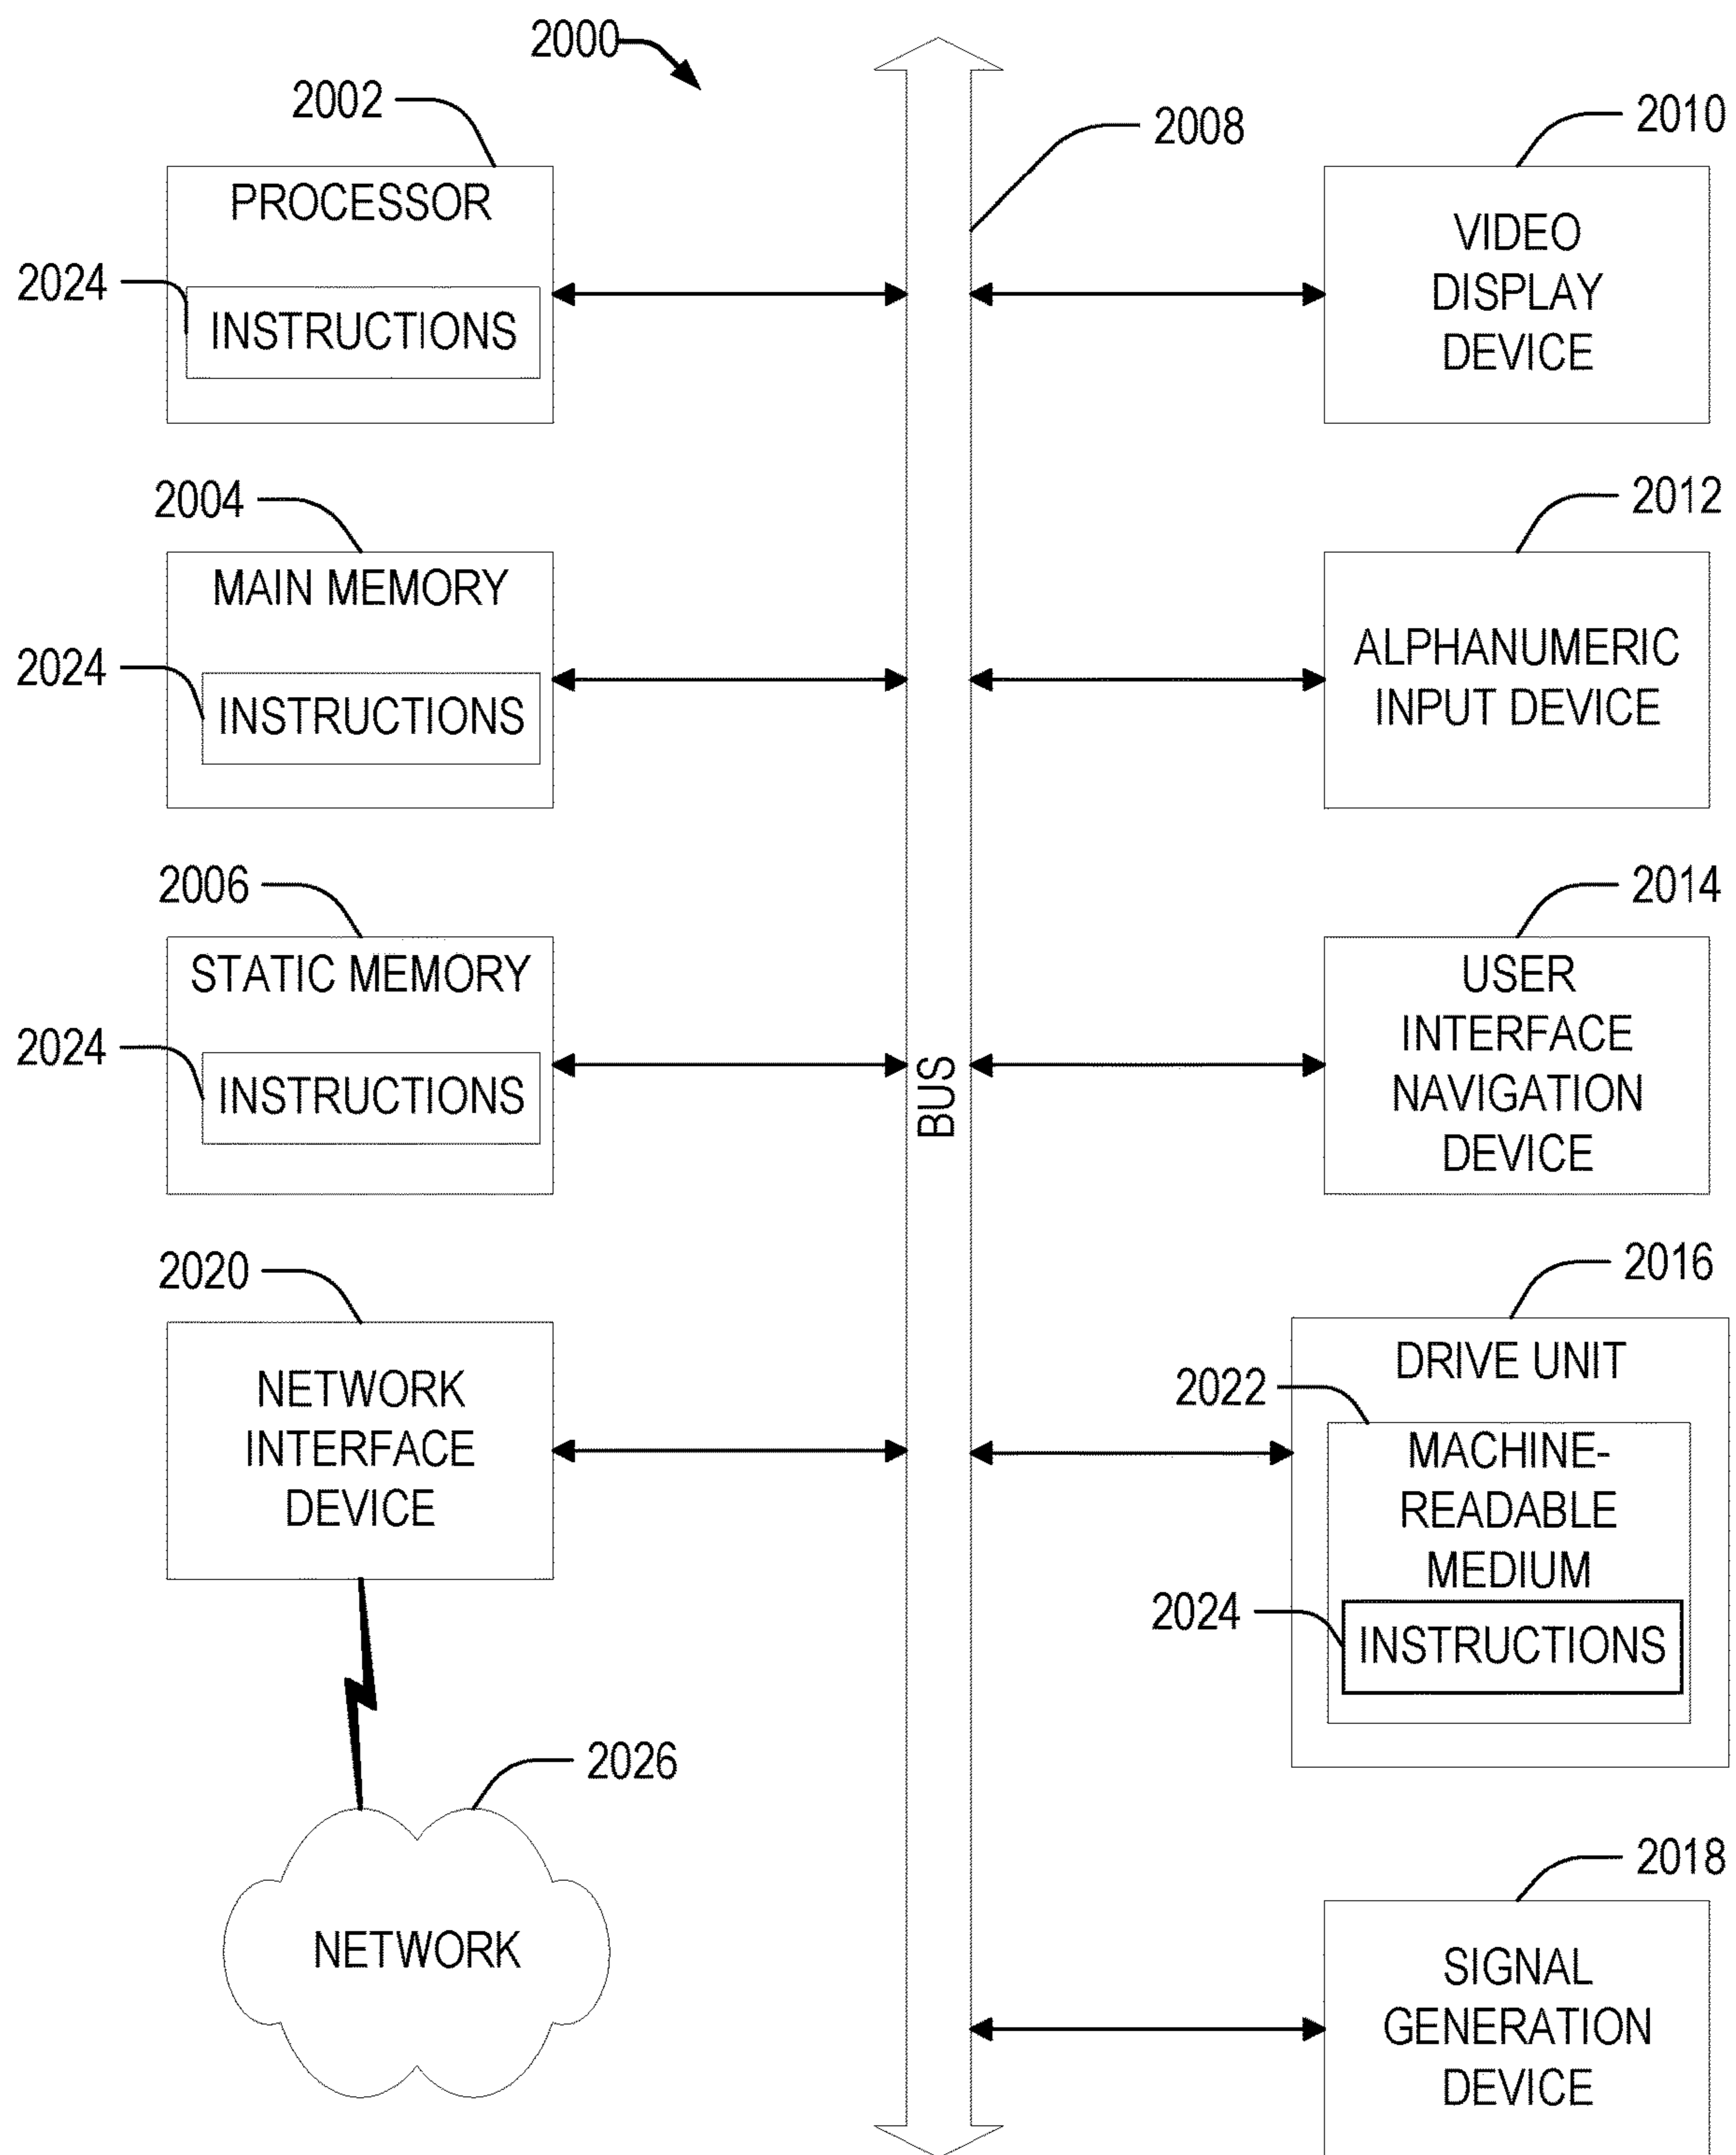 2000
2002
PROCESSOR
2024
INSTRUCTIONS
2004
MAIN MEMORY
2024
INSTRUCTIONS
2006
STATIC MEMORY
2024
INSTRUCTIONS
2020
NETWORK
INTERFACE
DEVICE
2026
NETWORK
2008
BUS
2010
VIDEO
DISPLAY
DEVICE
2012
ALPHANUMERIC
INPUT DEVICE
2014
USER
INTERFACE
NAVIGATION
DEVICE
2016
DRIVE UNIT
2022
MACHINE-
READABLE
MEDIUM
2024
INSTRUCTIONS
2018
SIGNAL
GENERATION
DEVICE